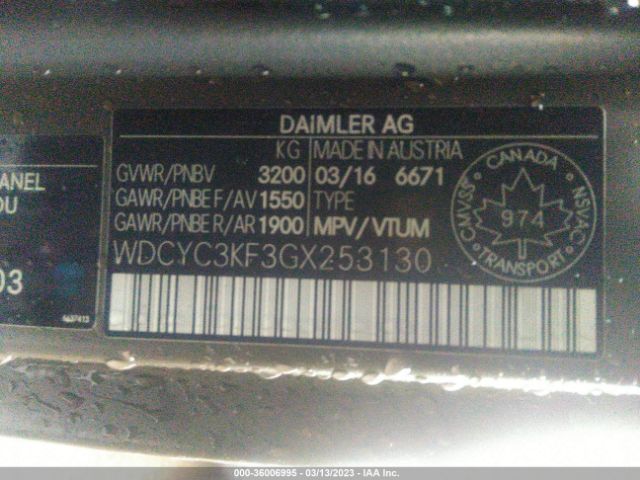 DAIMLER AG
KG MADE IN AUSTRIA
GVWR/PNBV 3200 03/16 6671
GAWR/PNBE F/AV 1550 TYPE
GAWR/PNBE R/AR 1900 MPV/VTUM
WDCYC3KF3GX253130
CANADA
CMVSS
NSVAC
974
TRANSPORT
ANEL
OU
03
000-36006995 - 03/13/2023 - IAA Inc.